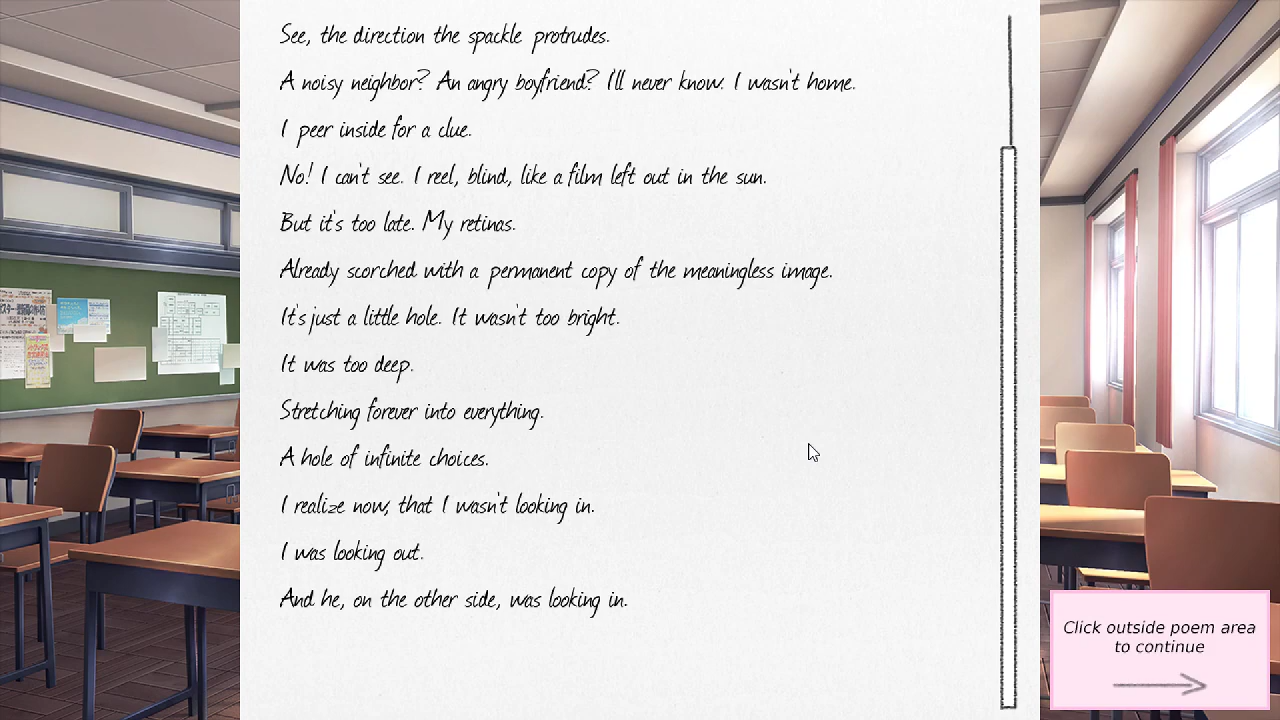 See, the direction the spackle protrudes.
A noisy neighbor? An angry boyfriend? I'll never know. I wasn't home.
I peer inside for a clue.
No! I can't see. I reel, blind, like a film left out in the sun.
But it's too late. My retinas.
Already scorched with a permanent copy of the meaningless image.
It's just a little hole. It wasn't too bright.
It was too deep.
Stretching forever into everything.
A hole of infinite choices.
I realize now, that I wasn't looking in.
I was looking out.
And he, on the other side, was looking in.
Click outside poem area
to continue